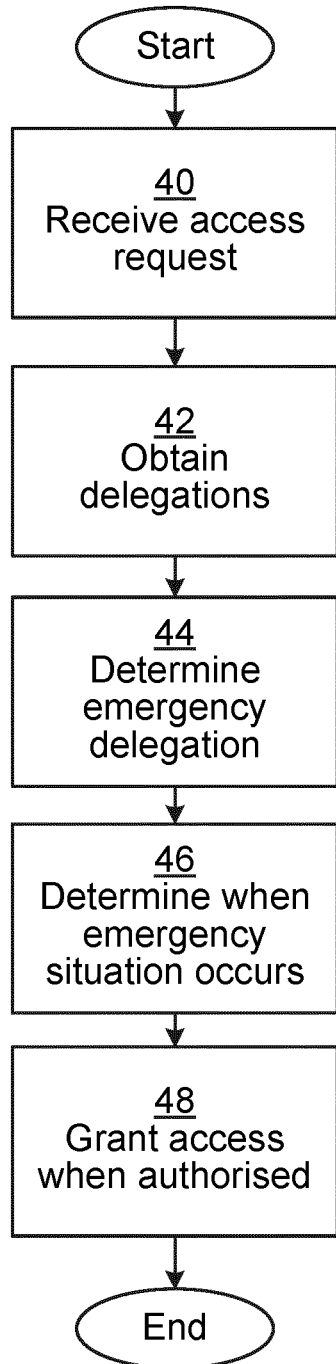 Start
40
Receive access
request
42
Obtain
delegations
44
Determine
emergency
delegation
46
Determine when
emergency
situation occurs
48
Grant access
when authorised
End